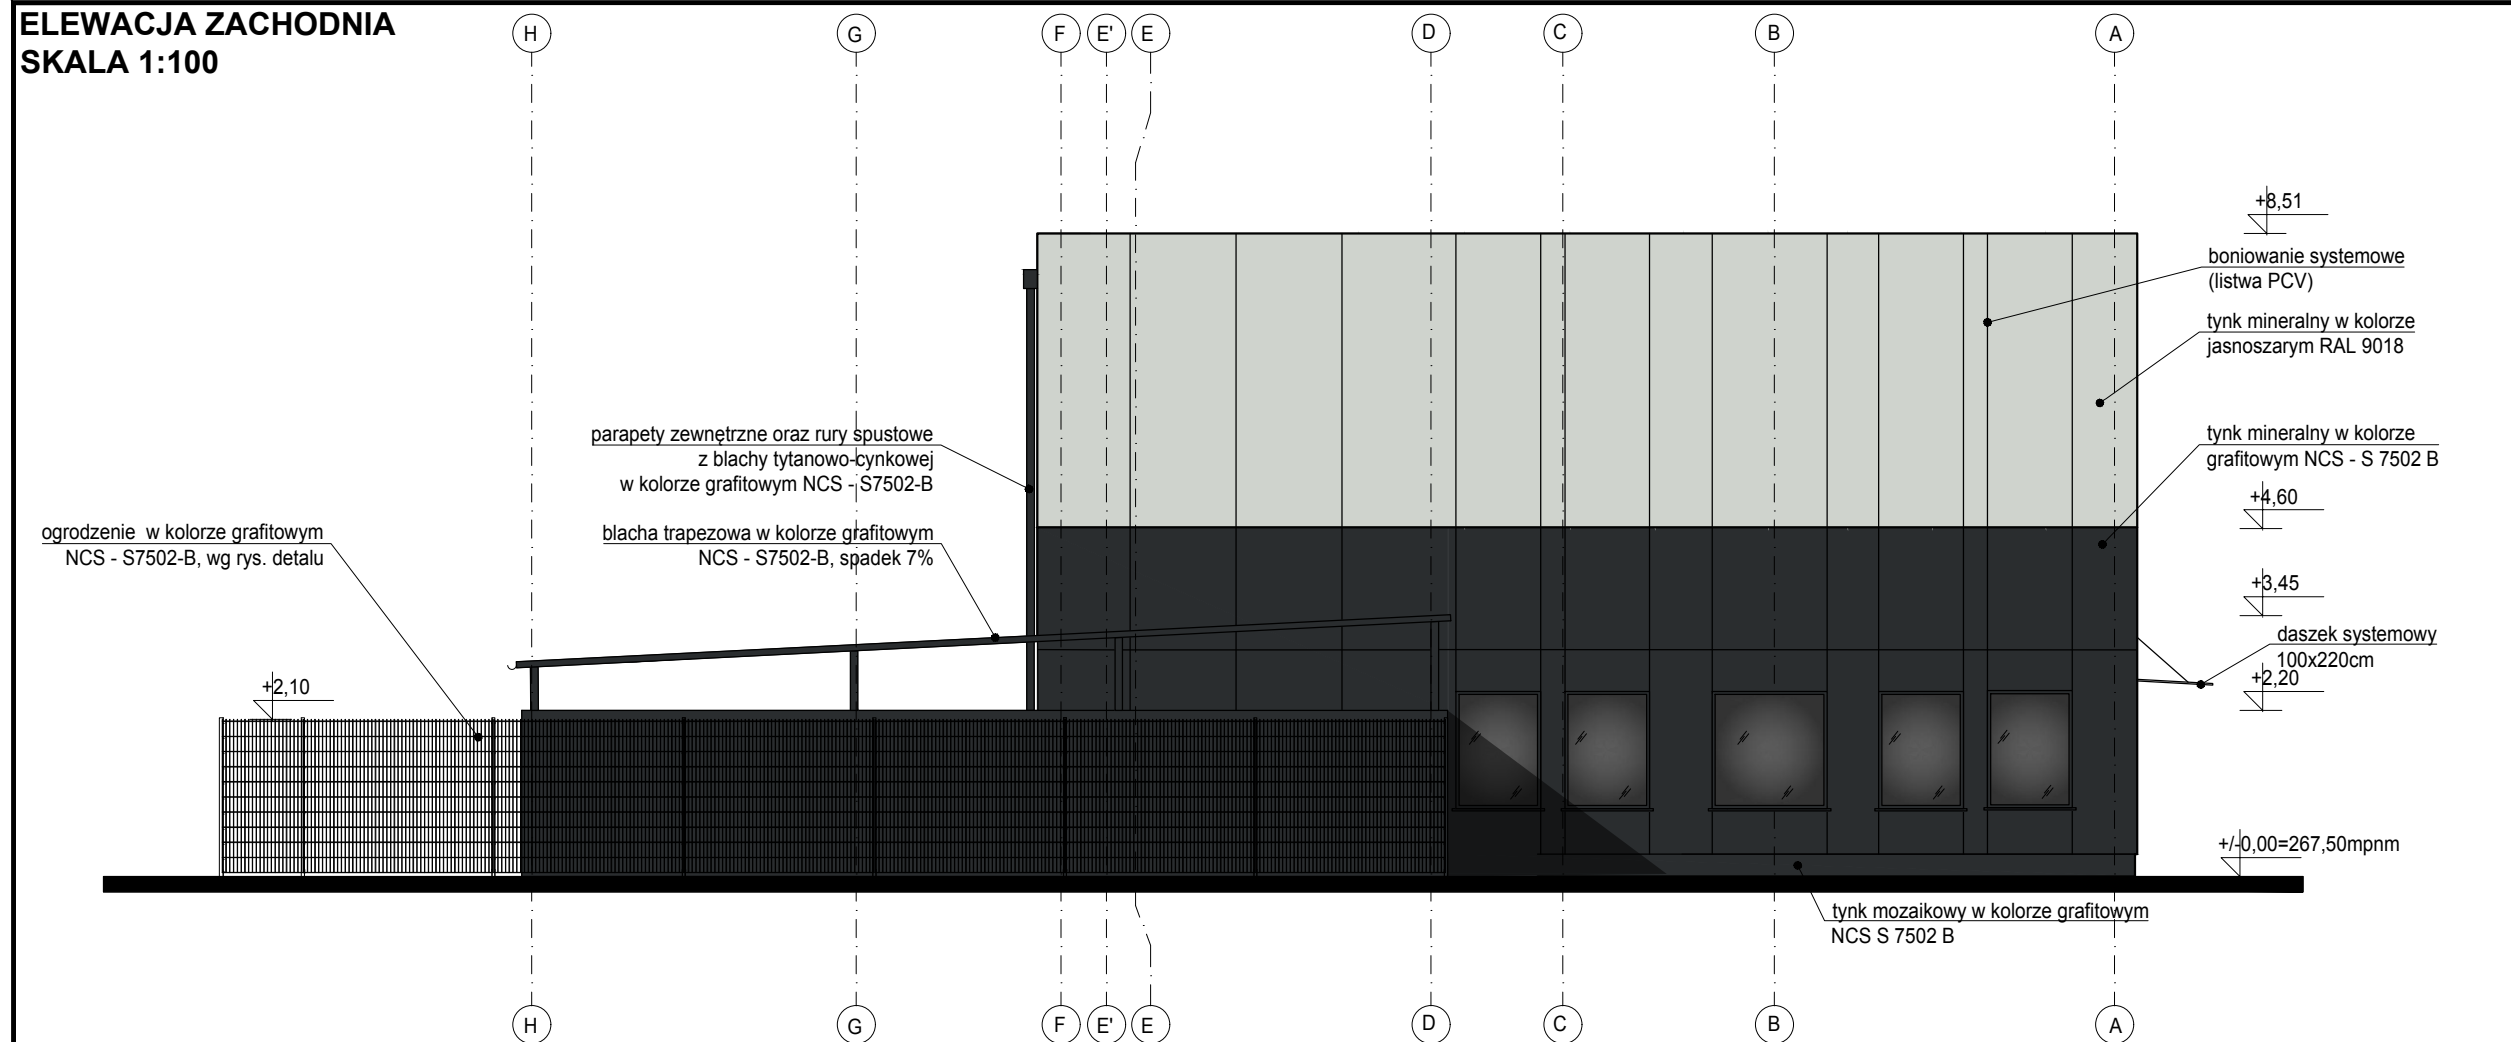 ELEWACJA ZACHODNIA
SKALA 1:100
H
G
F
E'
E
D
C
B
A
+8,51
boniowanie systemowe
(listwa PCV)
tynk mineralny w kolorze
jasnoszarym RAL 9018
parapety zewnętrzne oraz rury spustowe
z blachy tytanowo-cynkowej
w kolorze grafitowym NCS - S7502-B
tynk mineralny w kolorze
grafitowym NCS - S 7502 B
+4,60
ogrodzenie w kolorze grafitowym
NCS - S7502-B, wg rys. detalu
blacha trapezowa w kolorze grafitowym
NCS - S7502-B, spadek 7%
+3,45
daszek systemowy
100x220cm
+2,20
+2,10
+/-0,00=267,50mpnm
tynk mozaikowy w kolorze grafitowym
NCS S 7502 B
H
G
F
E'
E
D
C
B
A